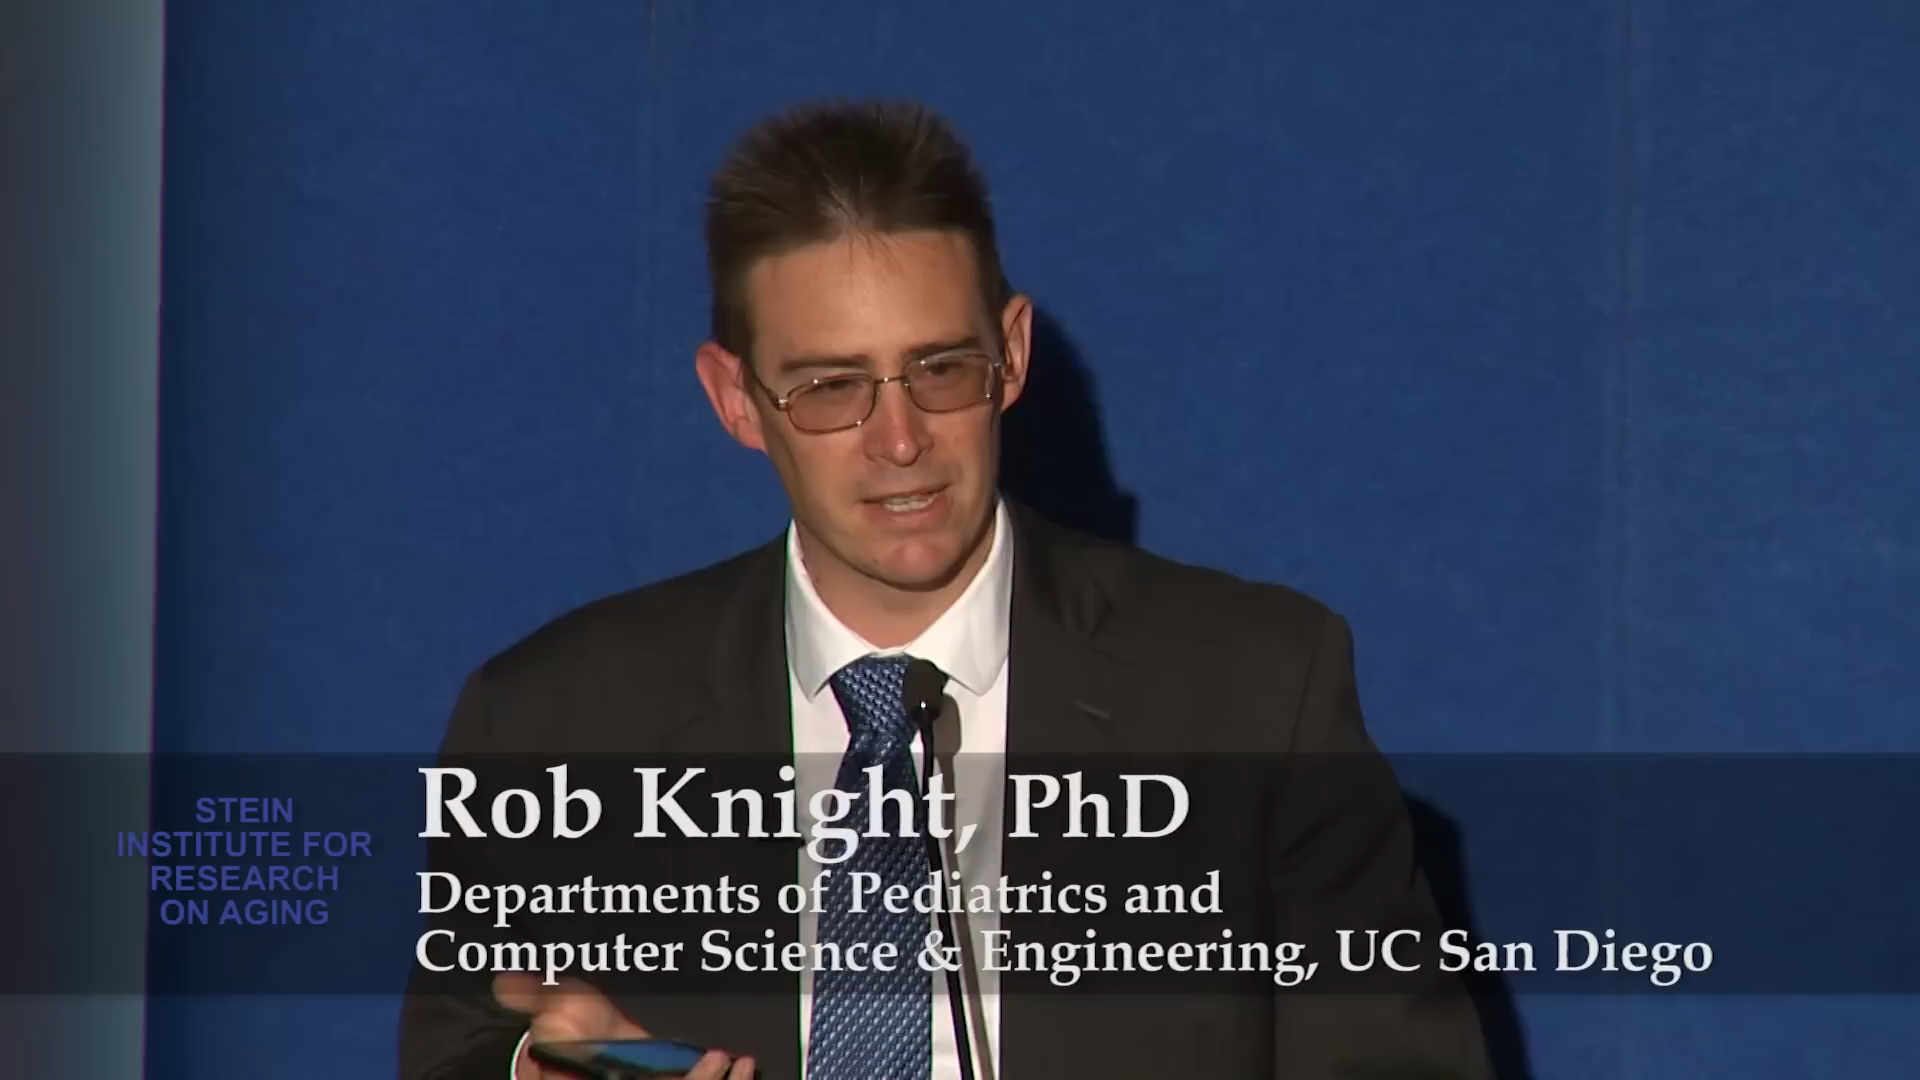 STEIN
INSTITUTE FOR
RESEARCH
ON AGING
Rob Knight, PhD
Departments of Pediatrics and
Computer Science & Engineering, UC San Diego